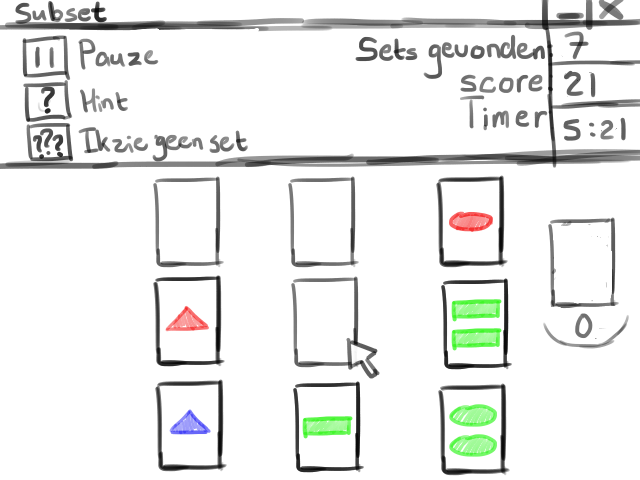 Subset
Pauze
Sets gevonden: 7
? Hint
score 21
??? Ik zie geen set
Timer 5:21
0